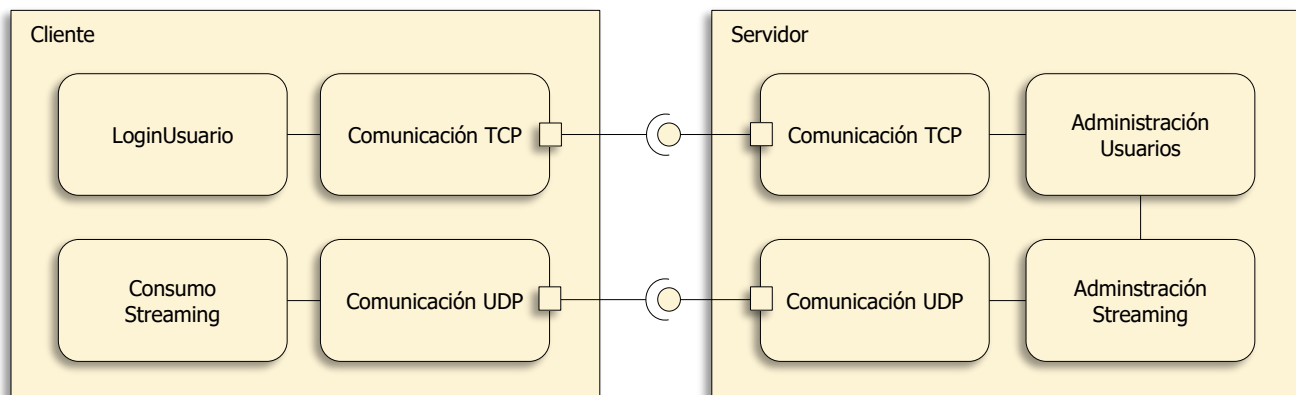 Cliente
Servidor
LoginUsuario
Comunicación TCP
Comunicación TCP
Administración
Usuarios
Consumo
Streaming
Comunicación UDP
Comunicación UDP
Adminstración
Streaming